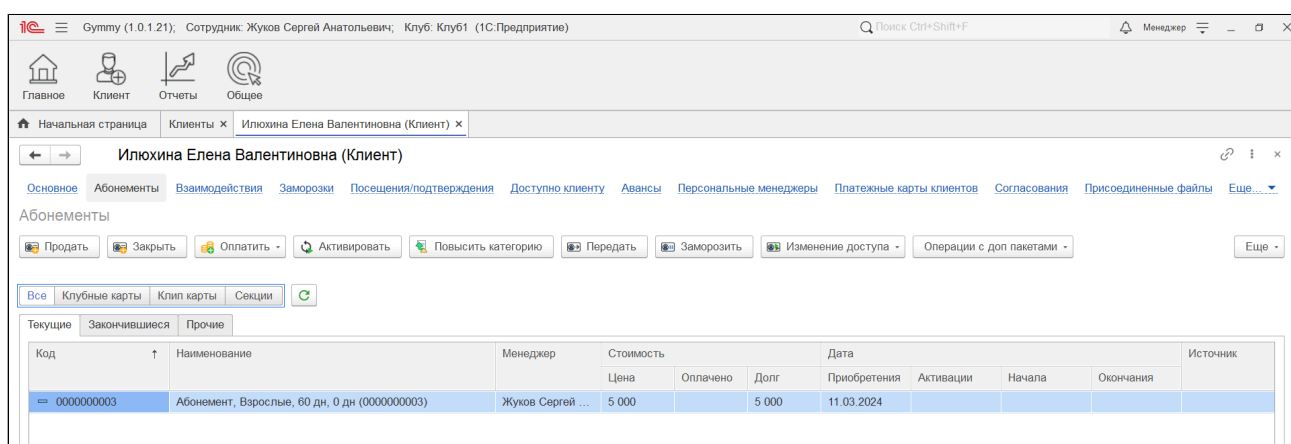 1С Gymmy (1.0.1.21); Сотрудник: Жуков Сергей Анатольевич; Клуб: Клуб1 (1С:Предприятие) Поиск Ctrl+Shift+F Менеджер
Главное Клиент Отчеты Общее
Начальная страница Клиенты × Илюхина Елена Валентиновна (Клиент) ×
Илюхина Елена Валентиновна (Клиент)
Основное Абонементы Взаимодействия Заморозки Посещения/подтверждения Доступно клиенту Авансы Персональные менеджеры Платежные карты клиентов Согласования Присоединенные файлы Еще...
Абонементы
Продать Закрыть Оплатить Активировать Повысить категорию Передать Заморозить Изменение доступа Операции с доп пакетами Еще
Все Клубные карты Клип карты Секции
Текущие Закончившиеся Прочие
Код ↑ Наименование Менеджер Стоимость Дата Источник
Цена Оплачено Долг Приобретения Активации Начала Окончания
0000000003 Абонемент, Взрослые, 60 дн, 0 дн (0000000003) Жуков Сергей ... 5 000 5 000 11.03.2024